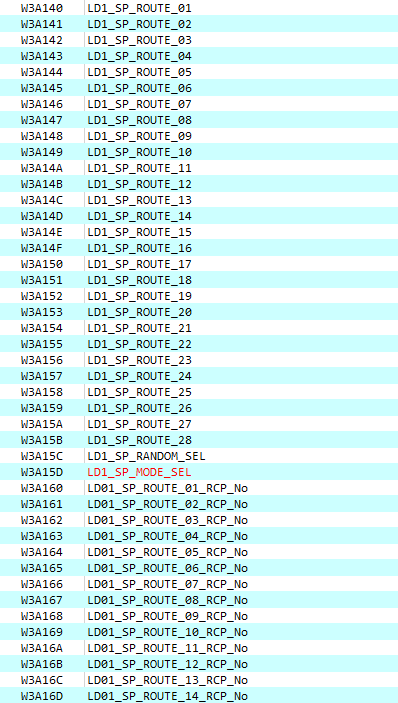 W3A140 LD1_SP_ROUTE_01
W3A141 LD1_SP_ROUTE_02
W3A142 LD1_SP_ROUTE_03
W3A143 LD1_SP_ROUTE_04
W3A144 LD1_SP_ROUTE_05
W3A145 LD1_SP_ROUTE_06
W3A146 LD1_SP_ROUTE_07
W3A147 LD1_SP_ROUTE_08
W3A148 LD1_SP_ROUTE_09
W3A149 LD1_SP_ROUTE_10
W3A14A LD1_SP_ROUTE_11
W3A14B LD1_SP_ROUTE_12
W3A14C LD1_SP_ROUTE_13
W3A14D LD1_SP_ROUTE_14
W3A14E LD1_SP_ROUTE_15
W3A14F LD1_SP_ROUTE_16
W3A150 LD1_SP_ROUTE_17
W3A151 LD1_SP_ROUTE_18
W3A152 LD1_SP_ROUTE_19
W3A153 LD1_SP_ROUTE_20
W3A154 LD1_SP_ROUTE_21
W3A155 LD1_SP_ROUTE_22
W3A156 LD1_SP_ROUTE_23
W3A157 LD1_SP_ROUTE_24
W3A158 LD1_SP_ROUTE_25
W3A159 LD1_SP_ROUTE_26
W3A15A LD1_SP_ROUTE_27
W3A15B LD1_SP_ROUTE_28
W3A15C LD1_SP_RANDOM_SEL
W3A15D LD1_SP_MODE_SEL
W3A160 LD01_SP_ROUTE_01_RCP_No
W3A161 LD01_SP_ROUTE_02_RCP_No
W3A162 LD01_SP_ROUTE_03_RCP_No
W3A163 LD01_SP_ROUTE_04_RCP_No
W3A164 LD01_SP_ROUTE_05_RCP_No
W3A165 LD01_SP_ROUTE_06_RCP_No
W3A166 LD01_SP_ROUTE_07_RCP_No
W3A167 LD01_SP_ROUTE_08_RCP_No
W3A168 LD01_SP_ROUTE_09_RCP_No
W3A169 LD01_SP_ROUTE_10_RCP_No
W3A16A LD01_SP_ROUTE_11_RCP_No
W3A16B LD01_SP_ROUTE_12_RCP_No
W3A16C LD01_SP_ROUTE_13_RCP_No
W3A16D LD01_SP_ROUTE_14_RCP_No